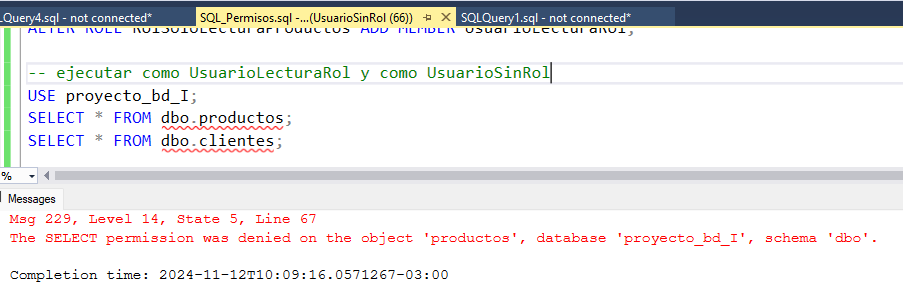 LQuery4.sql - not connected*
SQL_Permisos.sql -...(UsuarioSinRol (66))
SQLQuery1.sql - not connected*
ALTER ROLE RolSoloLecturaProductos ADD MEMBER UsuarioLecturaRol;
-- ejecutar como UsuarioLecturaRol y como UsuarioSinRol
USE proyecto_bd_I;
SELECT * FROM dbo.productos;
SELECT * FROM dbo.clientes;
%
Messages
Msg 229, Level 14, State 5, Line 67
The SELECT permission was denied on the object 'productos', database 'proyecto_bd_I', schema 'dbo'.
Completion time: 2024-11-12T10:09:16.0571267-03:00